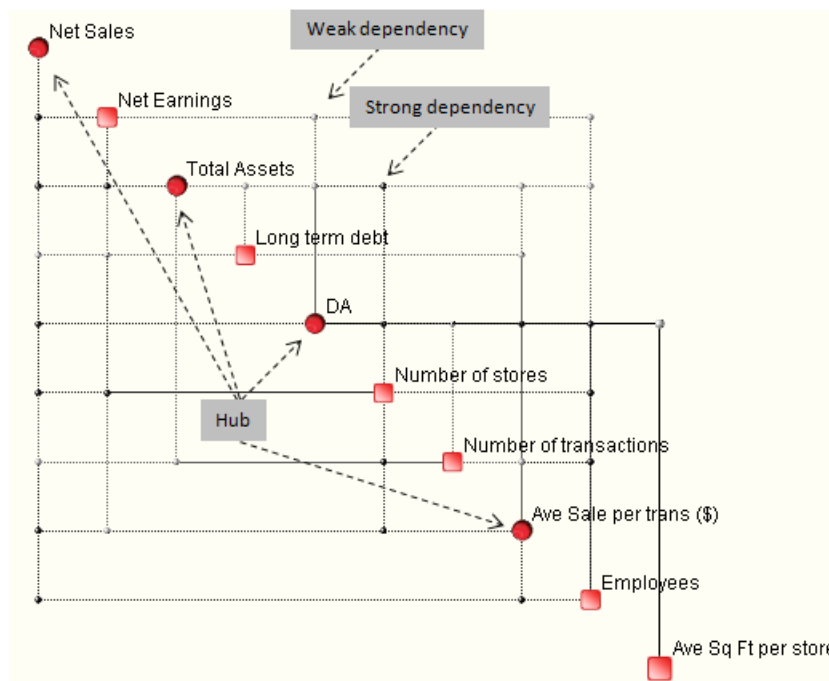 Net Sales
Weak dependency
Net Earnings
Strong dependency
Total Assets
Long term debt
DA
Number of stores
Hub
Number of transactions
Ave Sale per trans ($)
Employees
Ave Sq Ft per store